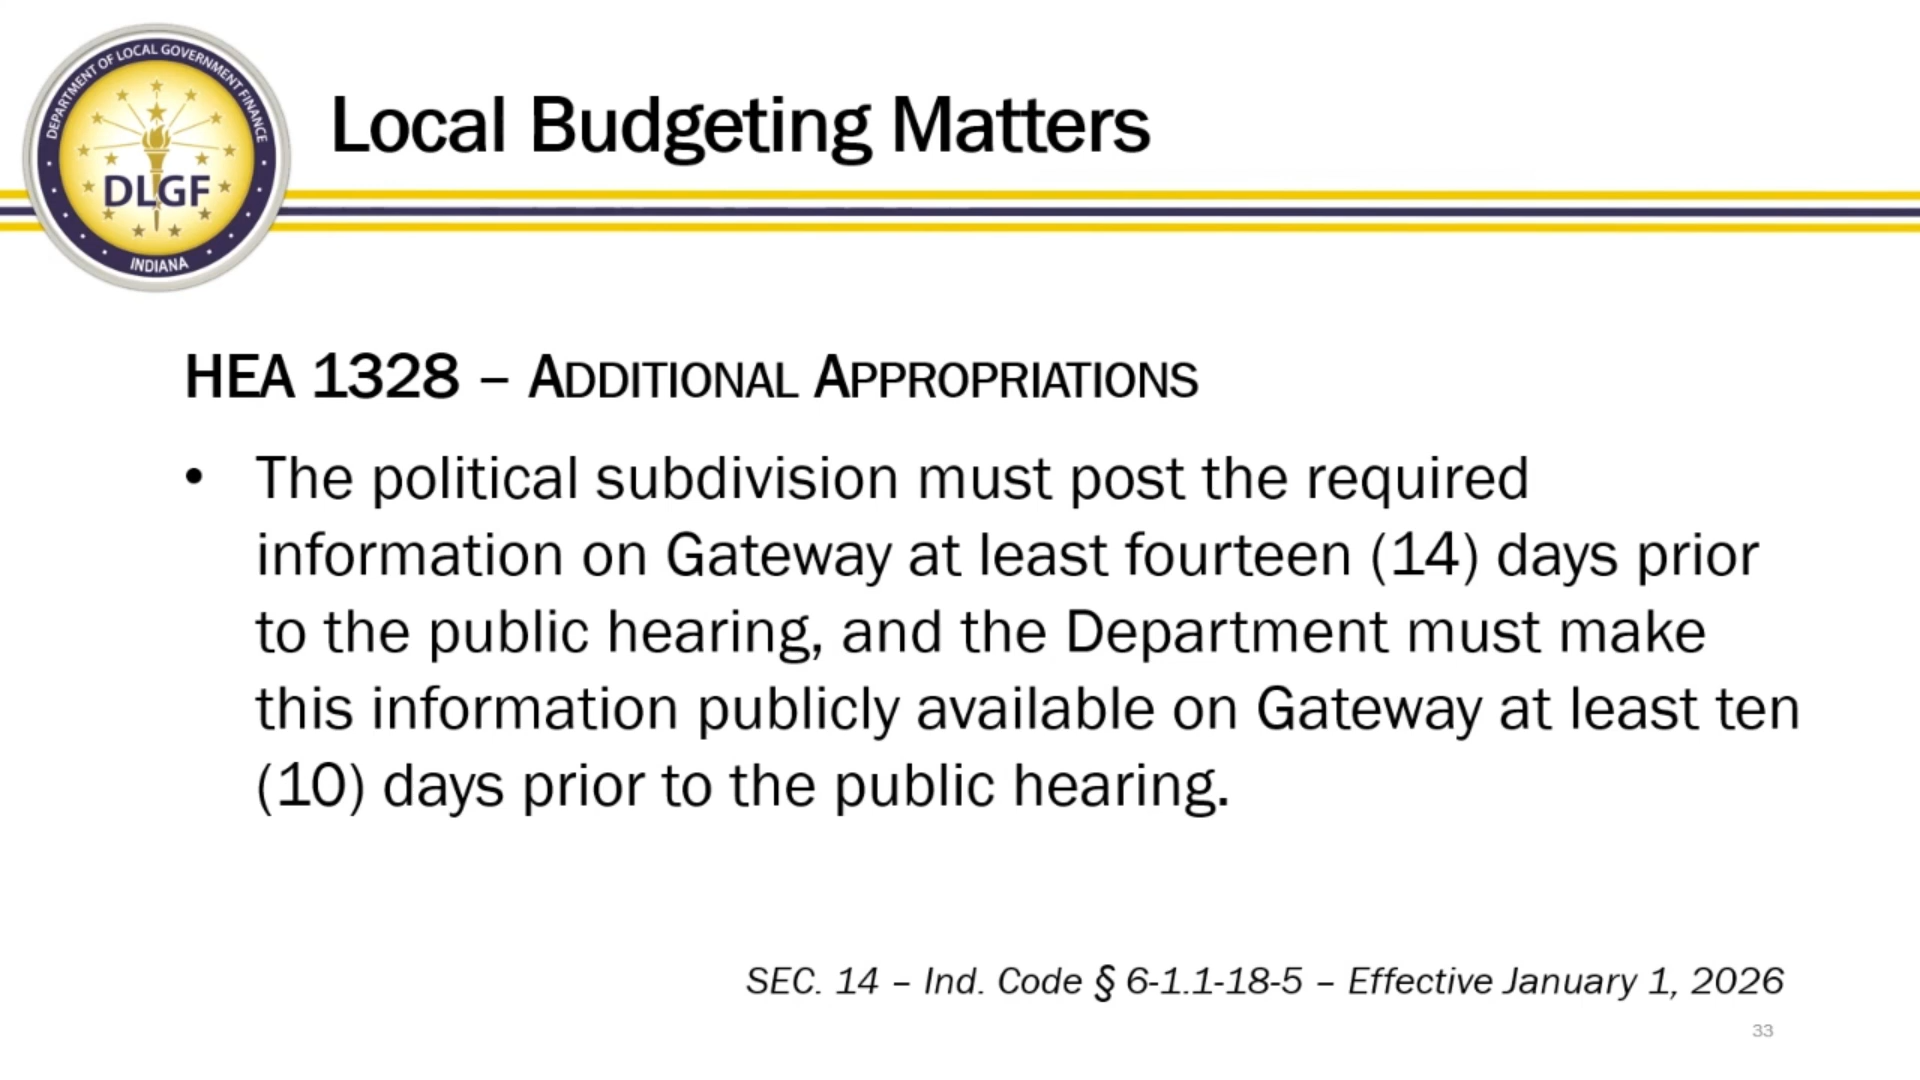 DEPARTMENT OF LOCAL GOVERNMENT FINANCE
DLGF
INDIANA
Local Budgeting Matters
HEA 1328 – ADDITIONAL APPROPRIATIONS
• The political subdivision must post the required
information on Gateway at least fourteen (14) days prior
to the public hearing, and the Department must make
this information publicly available on Gateway at least ten
(10) days prior to the public hearing.
SEC. 14 – Ind. Code § 6-1.1-18-5 – Effective January 1, 2026
33